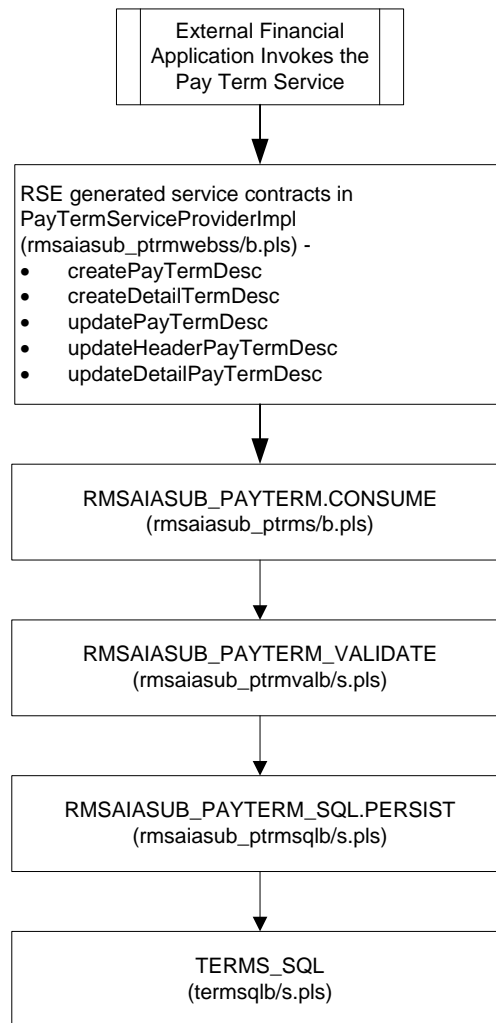 External Financial
Application Invokes the
Pay Term Service
RSE generated service contracts in
PayTermServiceProviderImpl
(rmsaiasub_ptrmwebss/b.pls) -
• createPayTermDesc
• createDetailTermDesc
• updatePayTermDesc
• updateHeaderPayTermDesc
• updateDetailPayTermDesc
RMSAIASUB_PAYTERM.CONSUME
(rmsaiasub_ptrms/b.pls)
RMSAIASUB_PAYTERM_VALIDATE
(rmsaiasub_ptrmvalb/s.pls)
RMSAIASUB_PAYTERM_SQL.PERSIST
(rmsaiasub_ptrmsqlb/s.pls)
TERMS_SQL
(termsqlb/s.pls)